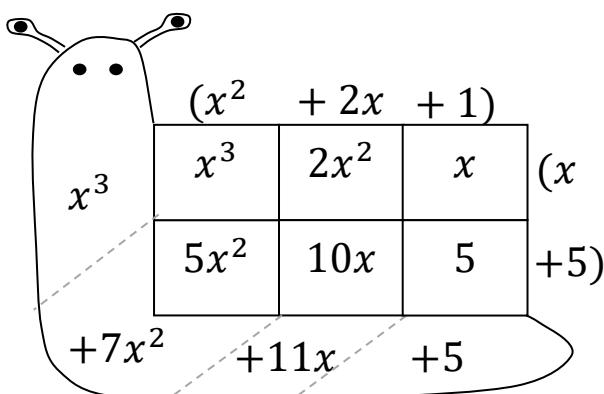 (x² + 2x + 1)
x³ 2x² x (x
x³
5x² 10x 5 +5)
+7x² +11x +5